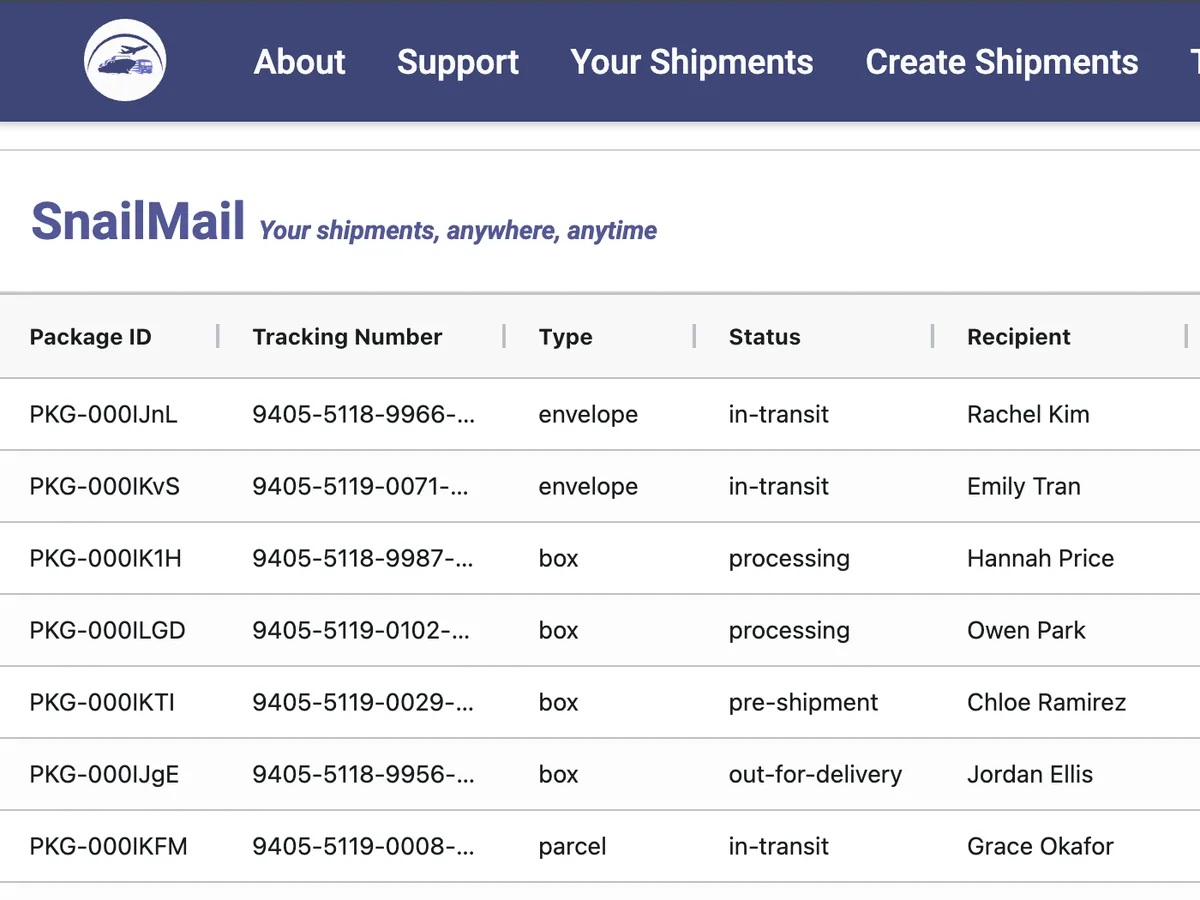 About Support Your Shipments Create Shipments
SnailMail Your shipments, anywhere, anytime
Package ID Tracking Number Type Status Recipient
PKG-000IJnL 9405-5118-9966-... envelope in-transit Rachel Kim
PKG-000IKvS 9405-5119-0071-... envelope in-transit Emily Tran
PKG-000IK1H 9405-5118-9987-... box processing Hannah Price
PKG-000ILGD 9405-5119-0102-... box processing Owen Park
PKG-000IKTI 9405-5119-0029-... box pre-shipment Chloe Ramirez
PKG-000IJgE 9405-5118-9956-... box out-for-delivery Jordan Ellis
PKG-000IKFM 9405-5119-0008-... parcel in-transit Grace Okafor